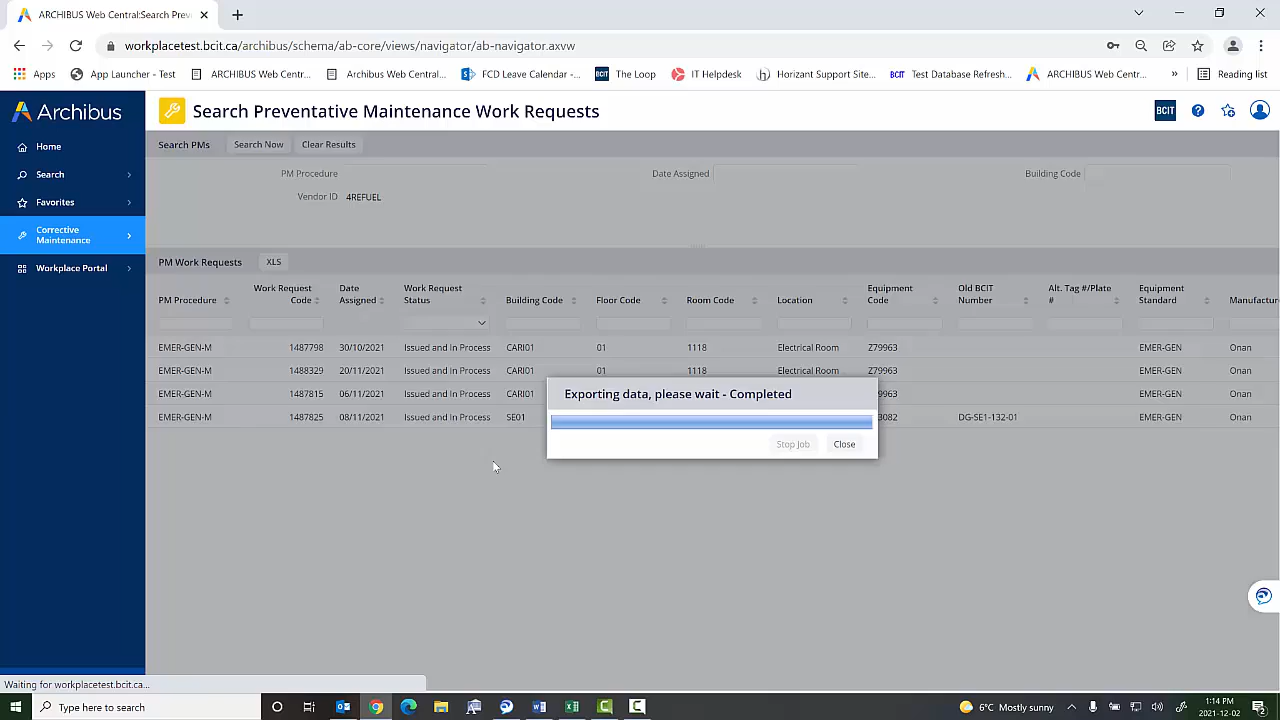 ARCHIBUS Web Central:Search Prev
workplacetest.bcit.ca/archibus/schema/ab-core/views/navigator/ab-navigator.axvw
Apps App Launcher - Test ARCHIBUS Web Centr... Archibus Web Central... FCD Leave Calendar -... BCIT The Loop IT Helpdesk Horizant Support Site... BCIT Test Database Refresh... ARCHIBUS Web Centr... » Reading list
Archibus Search Preventative Maintenance Work Requests BCIT ?
Home
Search
Favorites
Corrective
Maintenance
Workplace Portal
Search PMs Search Now Clear Results
PM Procedure Date Assigned Building Code
Vendor ID 4REFUEL
PM Work Requests XLS
PM Procedure Work Request Code Date Assigned Work Request Status Building Code Floor Code Room Code Location Equipment Code Old BCIT Number Alt. Tag #/Plate # Equipment Standard Manufactur
EMER-GEN-M 1487798 30/10/2021 Issued and In Process CARI01 01 1118 Electrical Room Z79963 EMER-GEN Onan
EMER-GEN-M 1488329 20/11/2021 Issued and In Process CARI01 01 1118 Electrical Room Z79963 EMER-GEN Onan
EMER-GEN-M 1487815 06/11/2021 Issued and In Process CARI01 9963 EMER-GEN Onan
EMER-GEN-M 1487825 08/11/2021 Issued and In Process SE01 3082 DG-SE1-132-01 EMER-GEN Onan
Exporting data, please wait - Completed
Stop Job Close
Waiting for workplacetest.bcit.ca...
Type here to search 6°C Mostly sunny 1:14 PM
2021-12-02